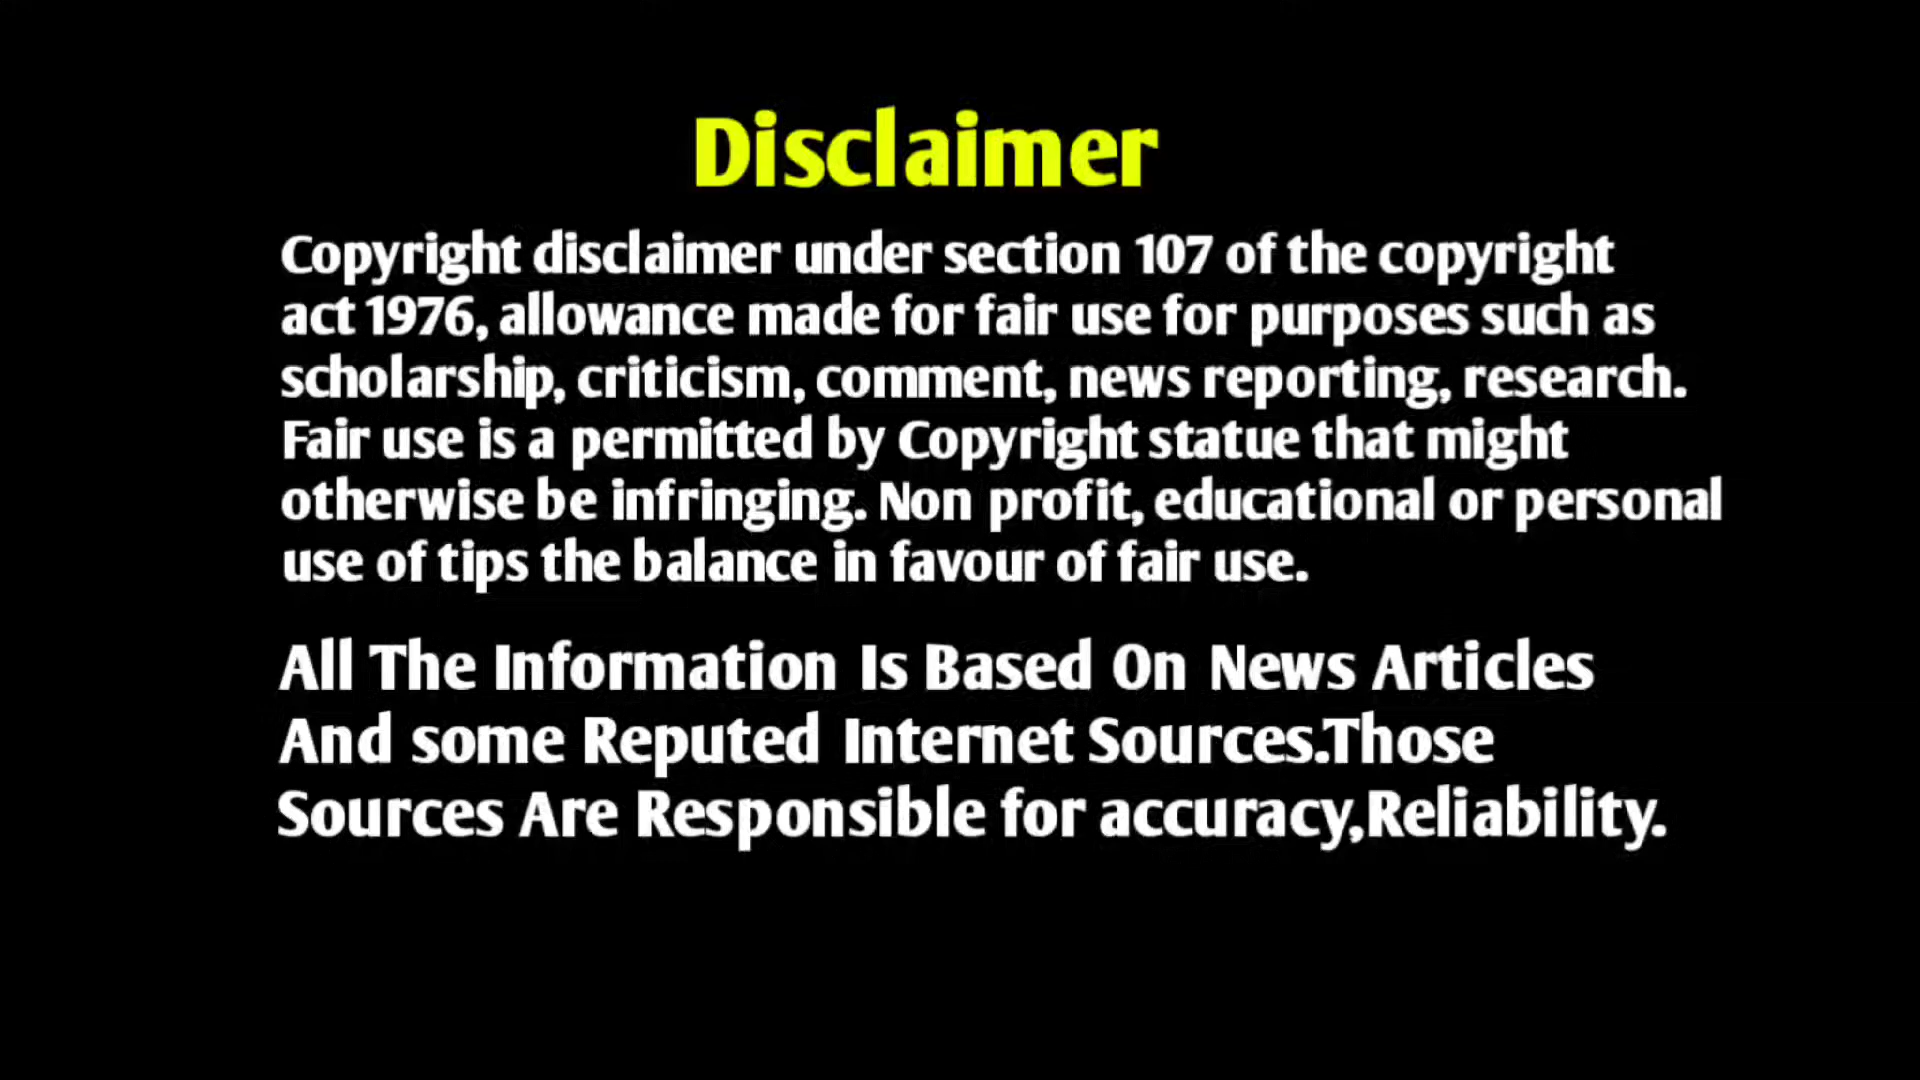 Disclaimer
Copyright disclaimer under section 107 of the copyright
act 1976, allowance made for fair use for purposes such as
scholarship, criticism, comment, news reporting, research.
Fair use is a permitted by Copyright statue that might
otherwise be infringing. Non profit, educational or personal
use of tips the balance in favour of fair use.
All The Information Is Based On News Articles
And some Reputed Internet Sources.Those
Sources Are Responsible for accuracy,Reliability.